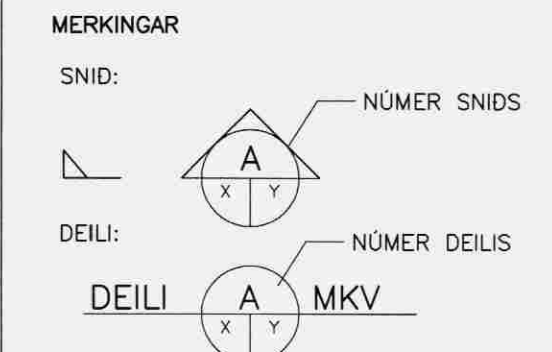 MERKINGAR
SNIÐ:
NÚMER SNIÐS
A
X Y
DEILI:
NÚMER DEILIS
DEILI A MKV
X Y